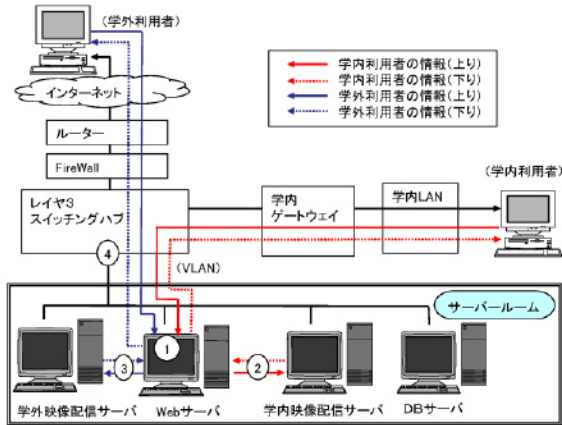 (学外利用者)
学内利用者の情報(上り)
学内利用者の情報(下り)
学外利用者の情報(上り)
学外利用者の情報(下り)
インターネット
ルーター
FireWall
(学内利用者)
レイヤ3
スイッチングハブ
学内
ゲートウェイ
学内LAN
4
(VLAN)
サーバールーム
1
3
2
学外映像配信サーバ
Webサーバ
学内映像配信サーバ
DBサーバ